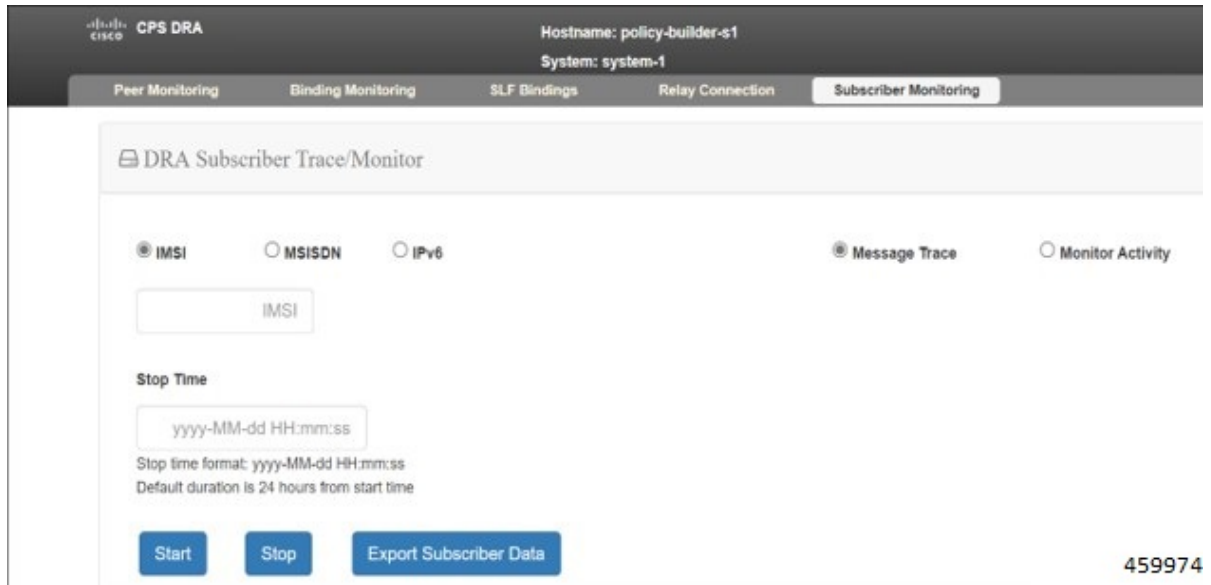 CISCO CPS DRA
Hostname: policy-builder-s1
System: system-1
Peer Monitoring Binding Monitoring SLF Bindings Relay Connection Subscriber Monitoring
DRA Subscriber Trace/Monitor
IMSI MSISDN IPv6 Message Trace Monitor Activity
IMSI
Stop Time
yyyy-MM-dd HH:mm:ss
Stop time format: yyyy-MM-dd HH:mm:ss
Default duration is 24 hours from start time
Start Stop Export Subscriber Data
459974